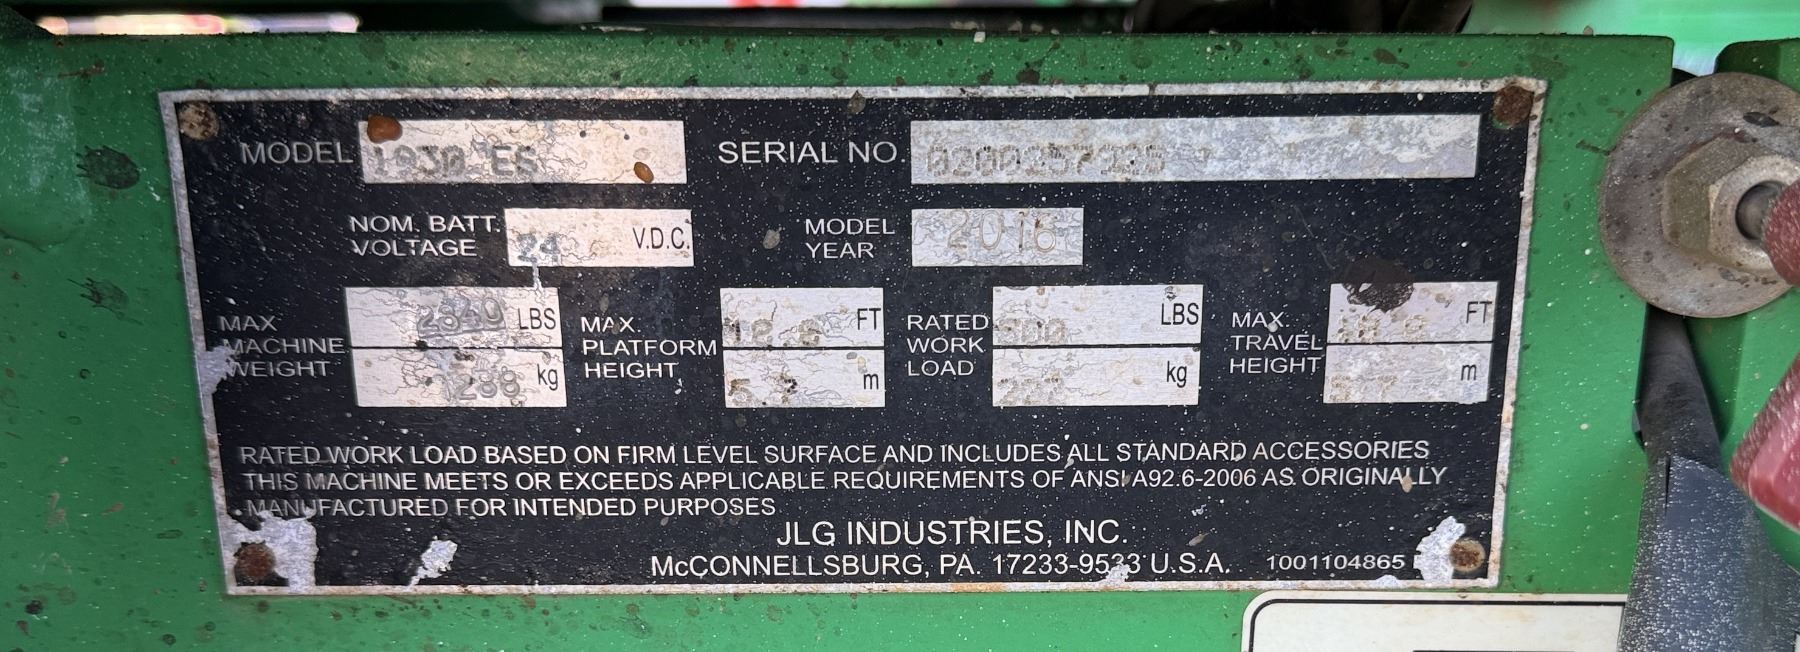 MODEL 1930 ES SERIAL NO.
NOM. BATT. VOLTAGE 24 V.D.C. MODEL YEAR 2016
MAX MACHINE WEIGHT 2840 LBS 1288 kg
MAX. PLATFORM HEIGHT FT m
RATED WORK LOAD LBS kg
MAX. TRAVEL HEIGHT FT m
RATED WORK LOAD BASED ON FIRM LEVEL SURFACE AND INCLUDES ALL STANDARD ACCESSORIES
THIS MACHINE MEETS OR EXCEEDS APPLICABLE REQUIREMENTS OF ANSI A92.6-2006 AS ORIGINALLY
MANUFACTURED FOR INTENDED PURPOSES
JLG INDUSTRIES, INC.
McCONNELLSBURG, PA. 17233-9533 U.S.A. 1001104865